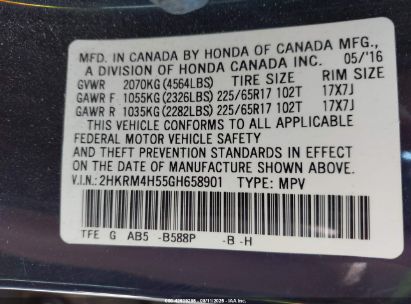 MFD. IN CANADA BY HONDA OF CANADA MFG.,
A DIVISION OF HONDA CANADA INC. 05/'16
GVWR 2070KG (4564LBS) TIRE SIZE RIM SIZE
GAWR F 1055KG (2326LBS) 225/65R17 102T 17X7J
GAWR R 1035KG (2282LBS) 225/65R17 102T 17X7J
THIS VEHICLE CONFORMS TO ALL APPLICABLE
FEDERAL MOTOR VEHICLE SAFETY STANDARDS IN
EFFECT ON THE DATE OF MANUFACTURE SHOWN ABOVE.
V.I.N.: 2HKRM4H55GH658901 TYPE: MPV
TFE G AB5 -B588P -B -H